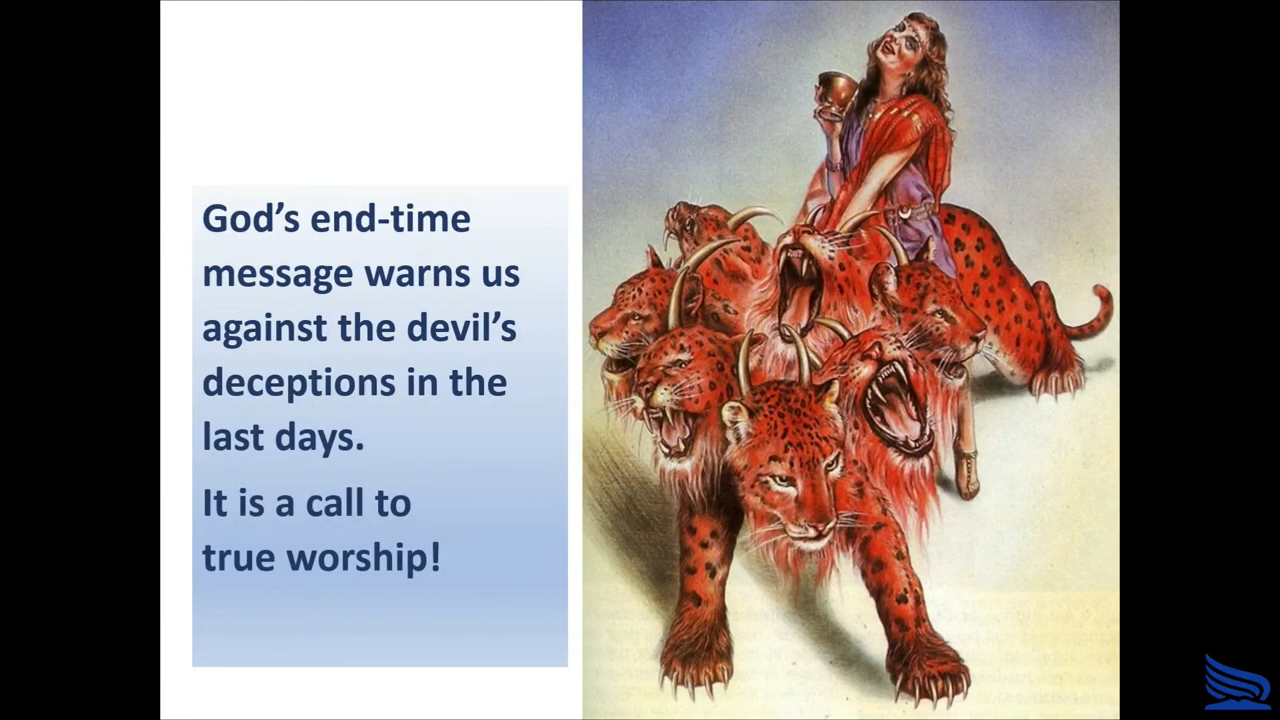 God’s end-time
message warns us
against the devil’s
deceptions in the
last days.
It is a call to
true worship!